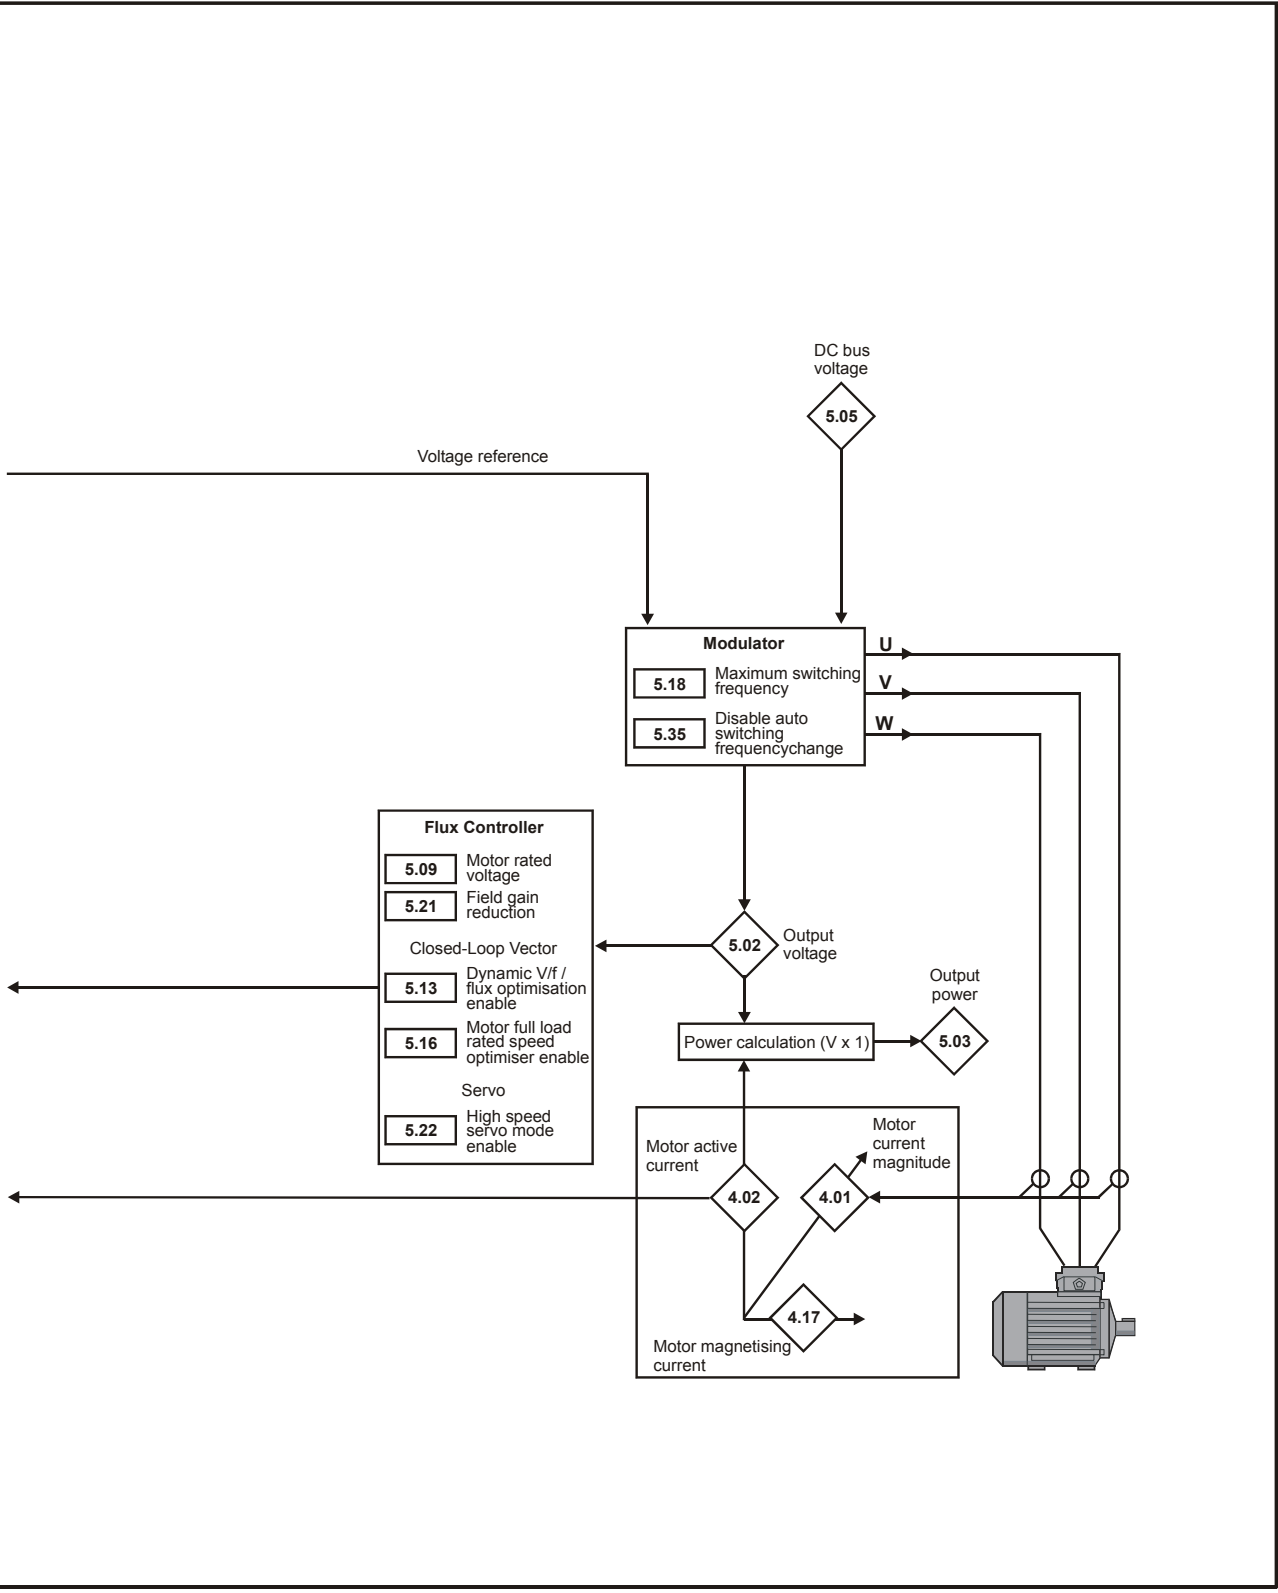 DC bus
voltage
5.05
Voltage reference
Modulator
5.18
Maximum switching
frequency
5.35
Disable auto
switching
frequencychange
U
V
W
Flux Controller
5.09
Motor rated
voltage
5.21
Field gain
reduction
Closed-Loop Vector
5.13
Dynamic V/f /
flux optimisation
enable
5.16
Motor full load
rated speed
optimiser enable
Servo
5.22
High speed
servo mode
enable
5.02
Output
voltage
Output
power
Power calculation (V x 1)
5.03
Motor active
current
Motor
current
magnitude
4.02
4.01
4.17
Motor magnetising
current